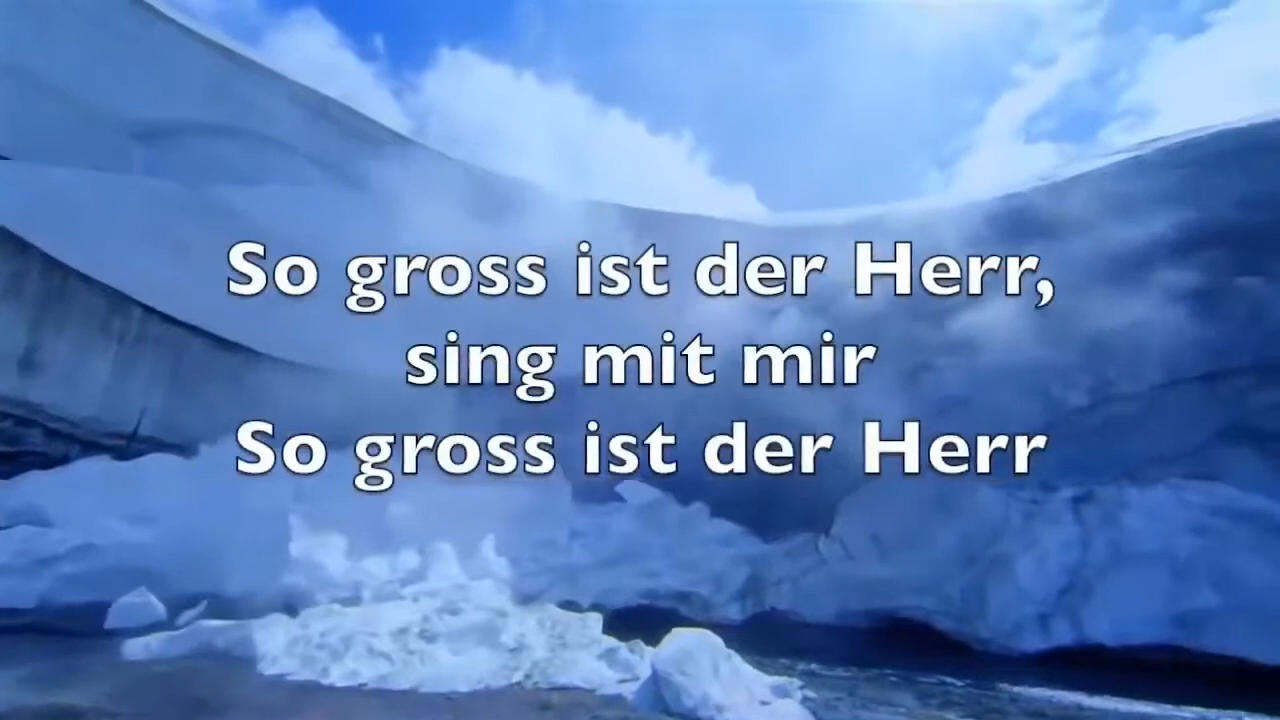 So gross ist der Herr,
sing mit mir
So gross ist der Herr